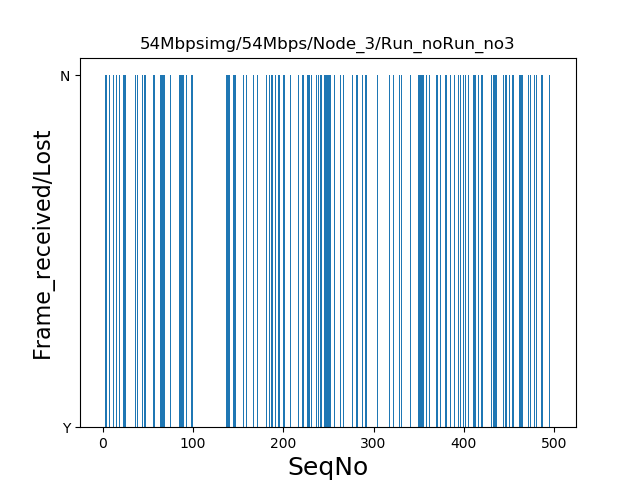 54Mbpsimg/54Mbps/Node_3/Run_noRun_no3
N
Frame_received/Lost
Y
0 100 200 300 400 500
SeqNo